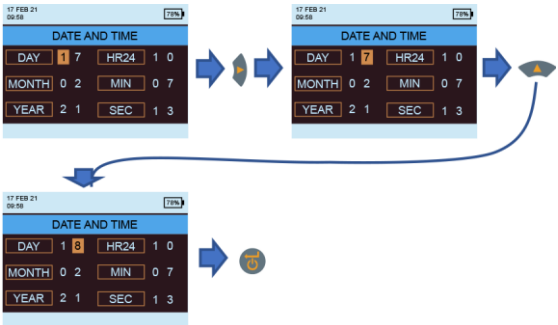 17 FEB 21
09:58
78%
DATE AND TIME
DAY 1 7 HR24 1 0
MONTH 0 2 MIN 0 7
YEAR 2 1 SEC 1 3
17 FEB 21
09:58
78%
DATE AND TIME
DAY 1 7 HR24 1 0
MONTH 0 2 MIN 0 7
YEAR 2 1 SEC 1 3
17 FEB 21
09:58
78%
DATE AND TIME
DAY 1 8 HR24 1 0
MONTH 0 2 MIN 0 7
YEAR 2 1 SEC 1 3